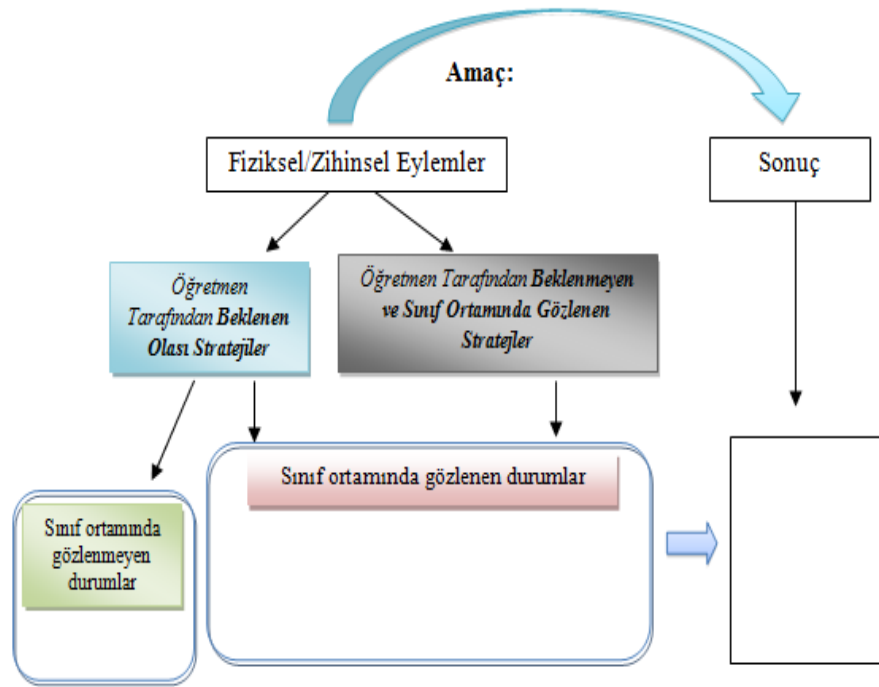 Amaç:
Fiziksel/Zihinsel Eylemler
Sonuç
Öğretmen
Tarafından Beklenen
Olası Stratejiler
Öğretmen Tarafından Beklenmeyen
ve Sınıf Ortamında Gözlenen
Stratejler
Sınıf ortamında gözlenen durumlar
Sınıf ortamında
gözlenmeyen
durumlar